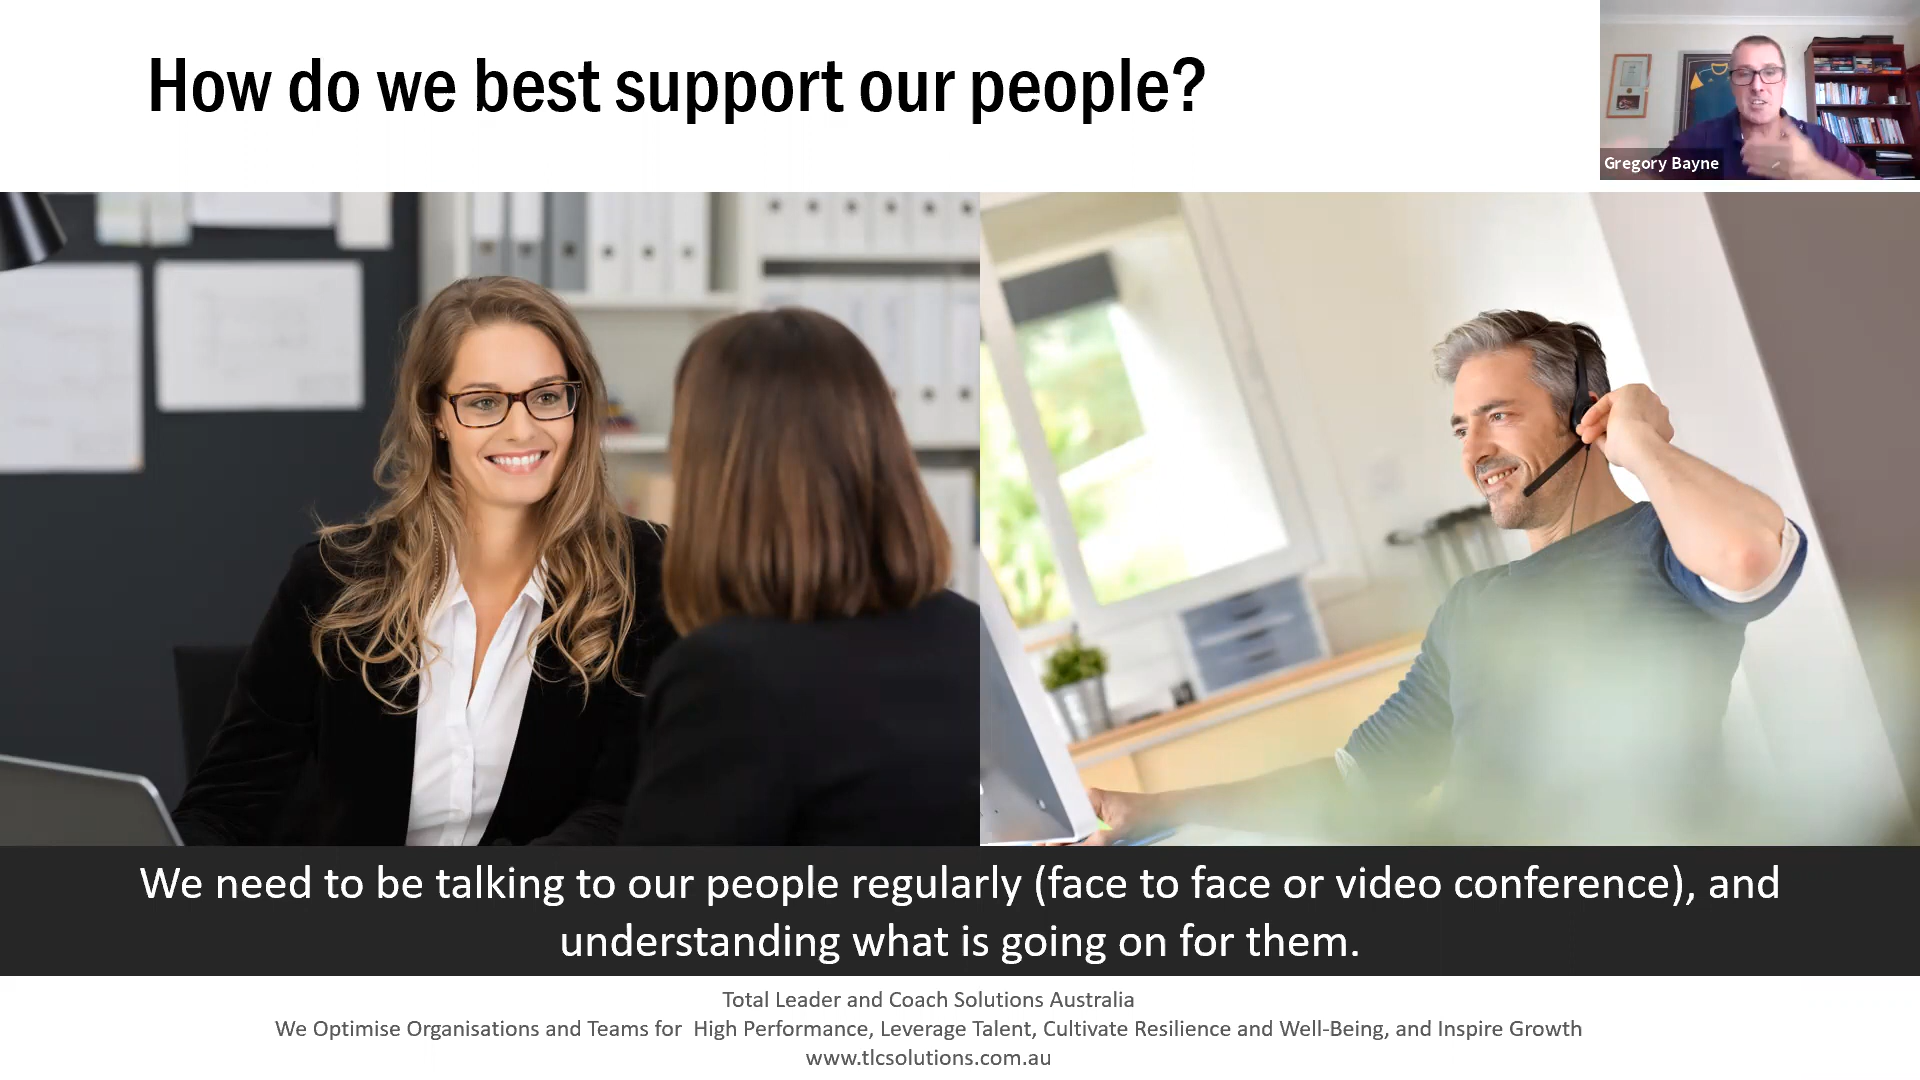 How do we best support our people?
Gregory Bayne
We need to be talking to our people regularly (face to face or video conference), and
understanding what is going on for them.
Total Leader and Coach Solutions Australia
We Optimise Organisations and Teams for  High Performance, Leverage Talent, Cultivate Resilience and Well-Being, and Inspire Growth
www.tlcsolutions.com.au